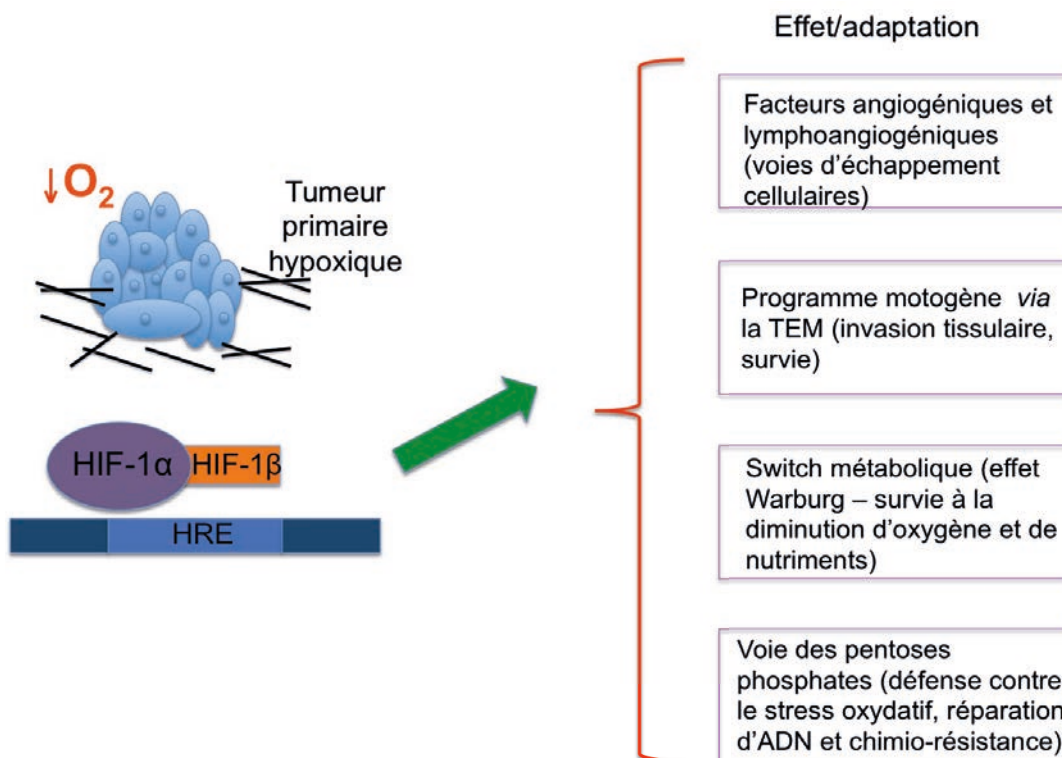 Effet/adaptation
↓O₂
Tumeur
primaire
hypoxique
HIF-1α
HIF-1β
HRE
Facteurs angiogéniques et
lymphoangiogéniques
(voies d'échappement
cellulaires)
Programme motogène via
la TEM (invasion tissulaire,
survie)
Switch métabolique (effet
Warburg – survie à la
diminution d'oxygène et de
nutriments)
Voie des pentoses
phosphates (défense contre
le stress oxydatif, réparation
d'ADN et chimio-résistance)